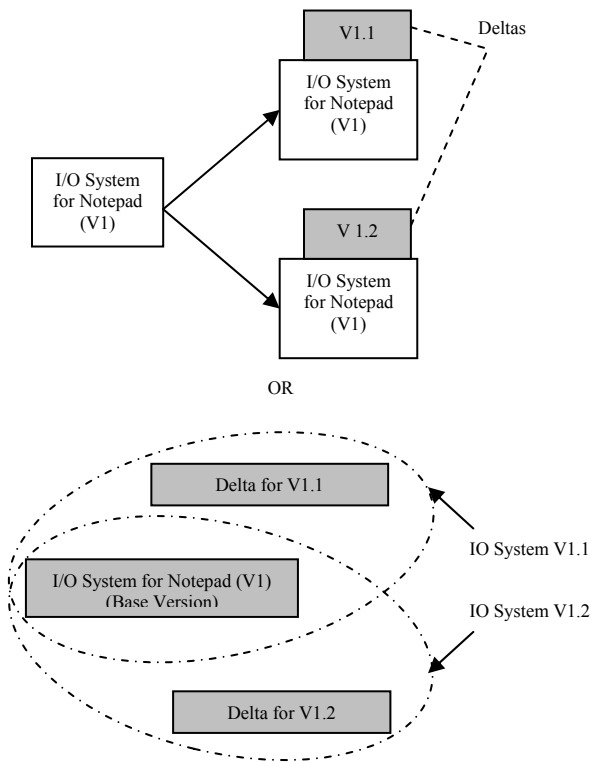 V1.1
Deltas
I/O System
for Notepad
(V1)
I/O System
for Notepad
(V1)
V 1.2
I/O System
for Notepad
(V1)
OR
Delta for V1.1
IO System V1.1
I/O System for Notepad (V1)
(Base Version)
IO System V1.2
Delta for V1.2